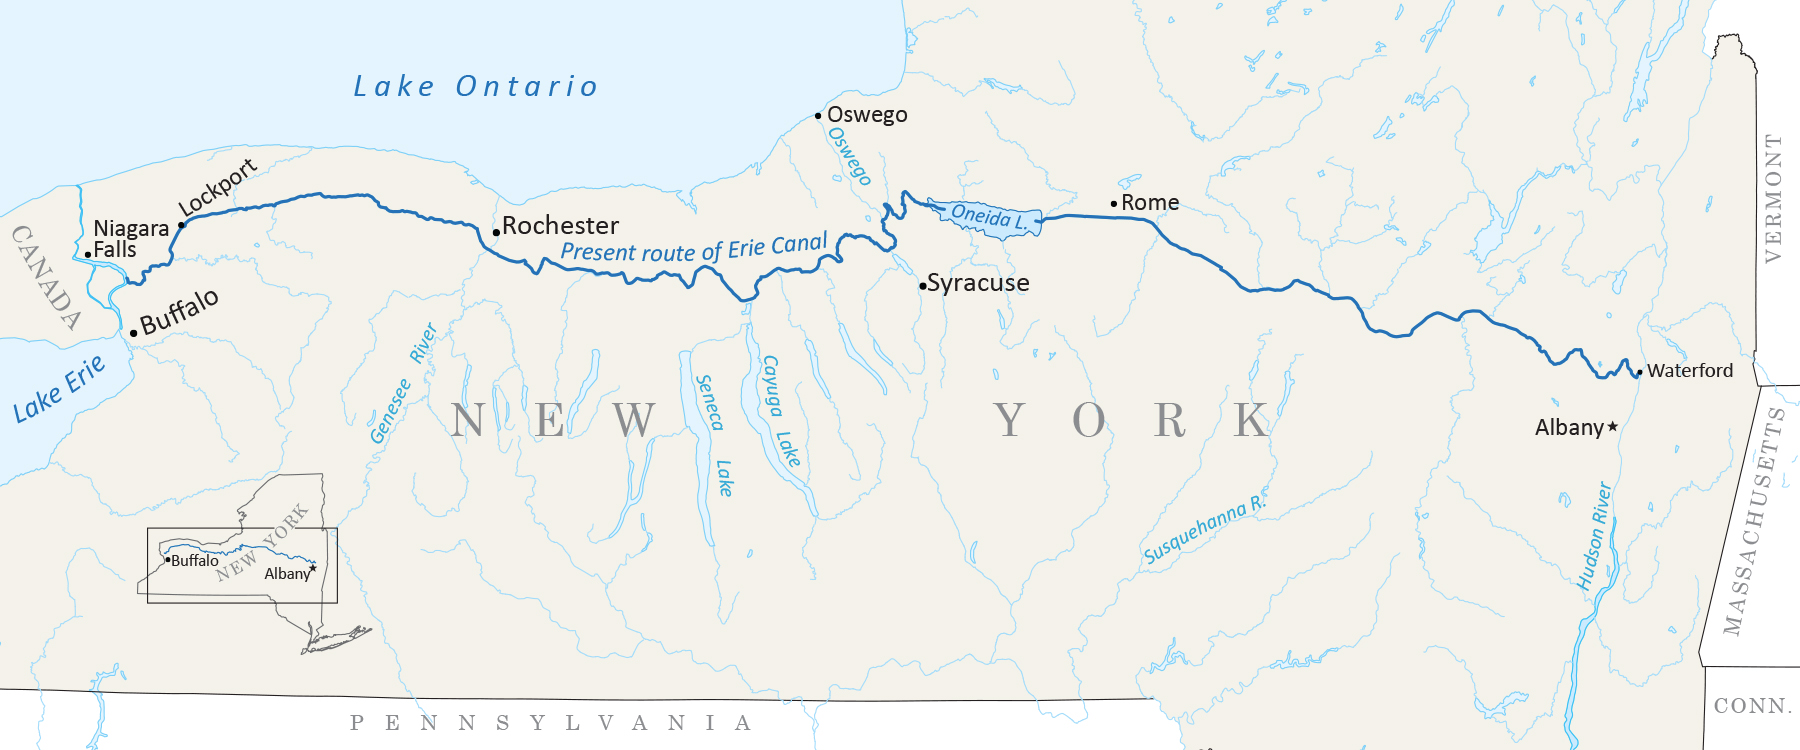 Lake Ontario
Oswego
Oswego
Lockport
Niagara
Falls
CANADA
Rochester
Present route of Erie Canal
Oneida L.
Rome
VERMONT
Syracuse
Buffalo
Lake Erie
Genesee River
Seneca Lake
Cayuga Lake
NEW YORK
Waterford
Albany
MASSACHUSETTS
Susquehanna R.
Hudson River
NEW YORK
Buffalo
Albany
PENNSYLVANIA
CONN.